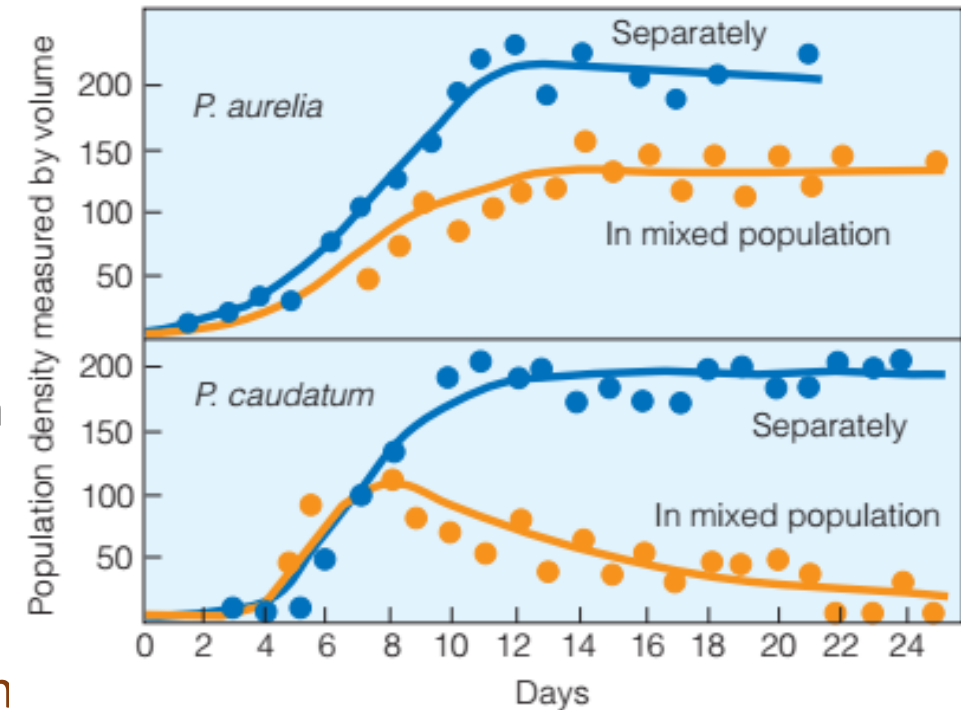 Population density measured by volume
200
150
100
50
P. aurelia
Separately
In mixed population
200
150
100
50
P. caudatum
Separately
In mixed population
0 2 4 6 8 10 12 14 16 18 20 22 24
Days